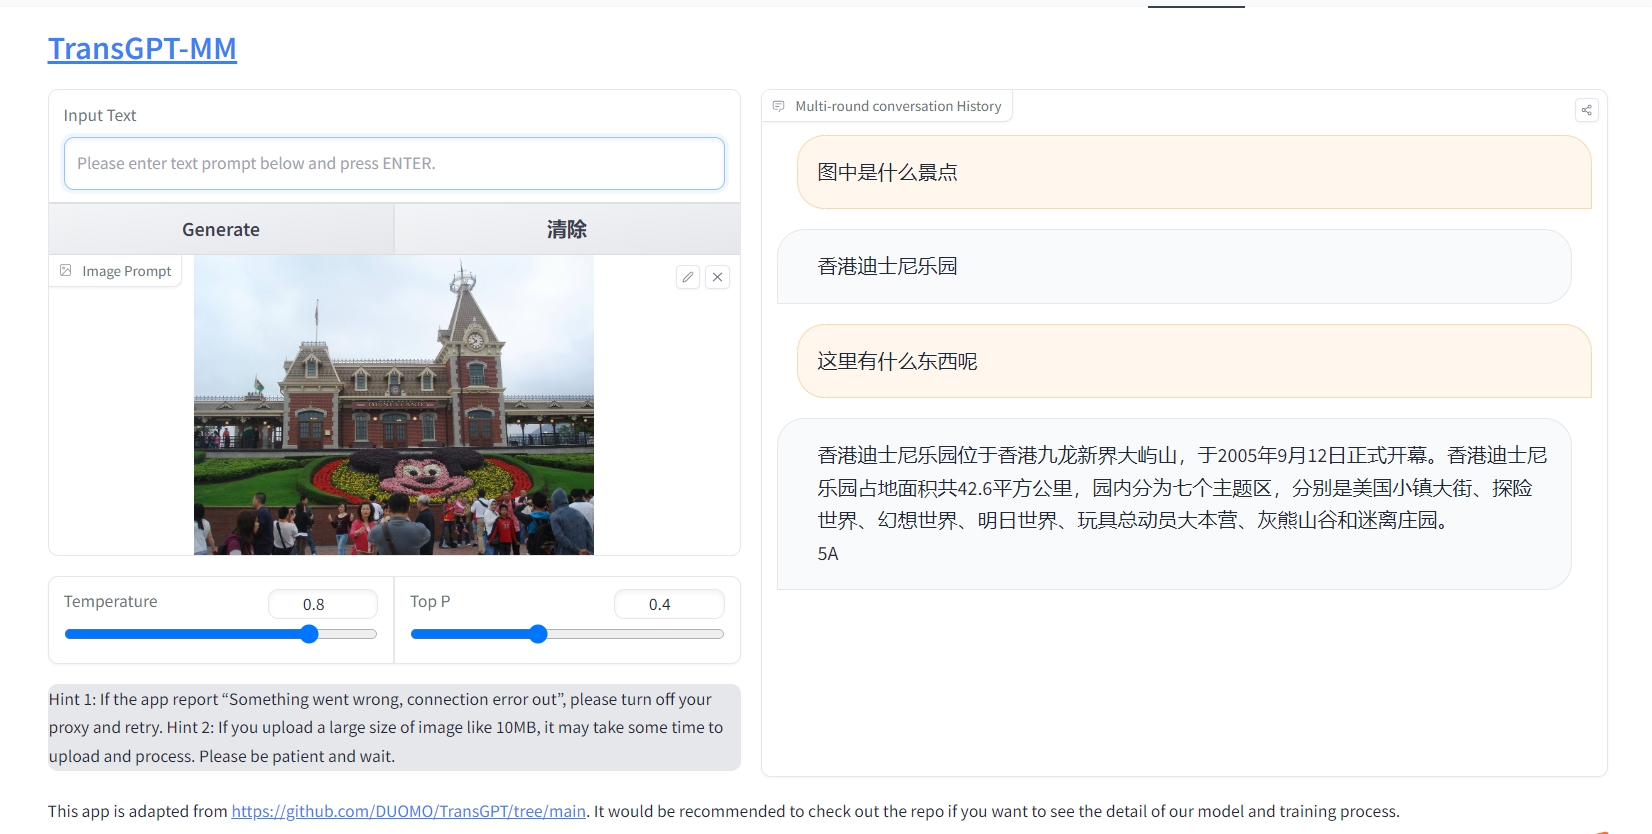 TransGPT-MM
Input Text
Please enter text prompt below and press ENTER.
Generate
清除
Image Prompt
DISNEYLAND
Temperature
0.8
Top P
0.4
Hint 1: If the app report “Something went wrong, connection error out”, please turn off your
proxy and retry. Hint 2: If you upload a large size of image like 10MB, it may take some time to
upload and process. Please be patient and wait.
Multi-round conversation History
图中是什么景点
香港迪士尼乐园
这里有什么东西呢
香港迪士尼乐园位于香港九龙新界大屿山，于2005年9月12日正式开幕。香港迪士尼
乐园占地面积共42.6平方公里，园内分为七个主题区，分别是美国小镇大街、探险
世界、幻想世界、明日世界、玩具总动员大本营、灰熊山谷和迷离庄园。
5A
This app is adapted from https://github.com/DUOMO/TransGPT/tree/main. It would be recommended to check out the repo if you want to see the detail of our model and training process.